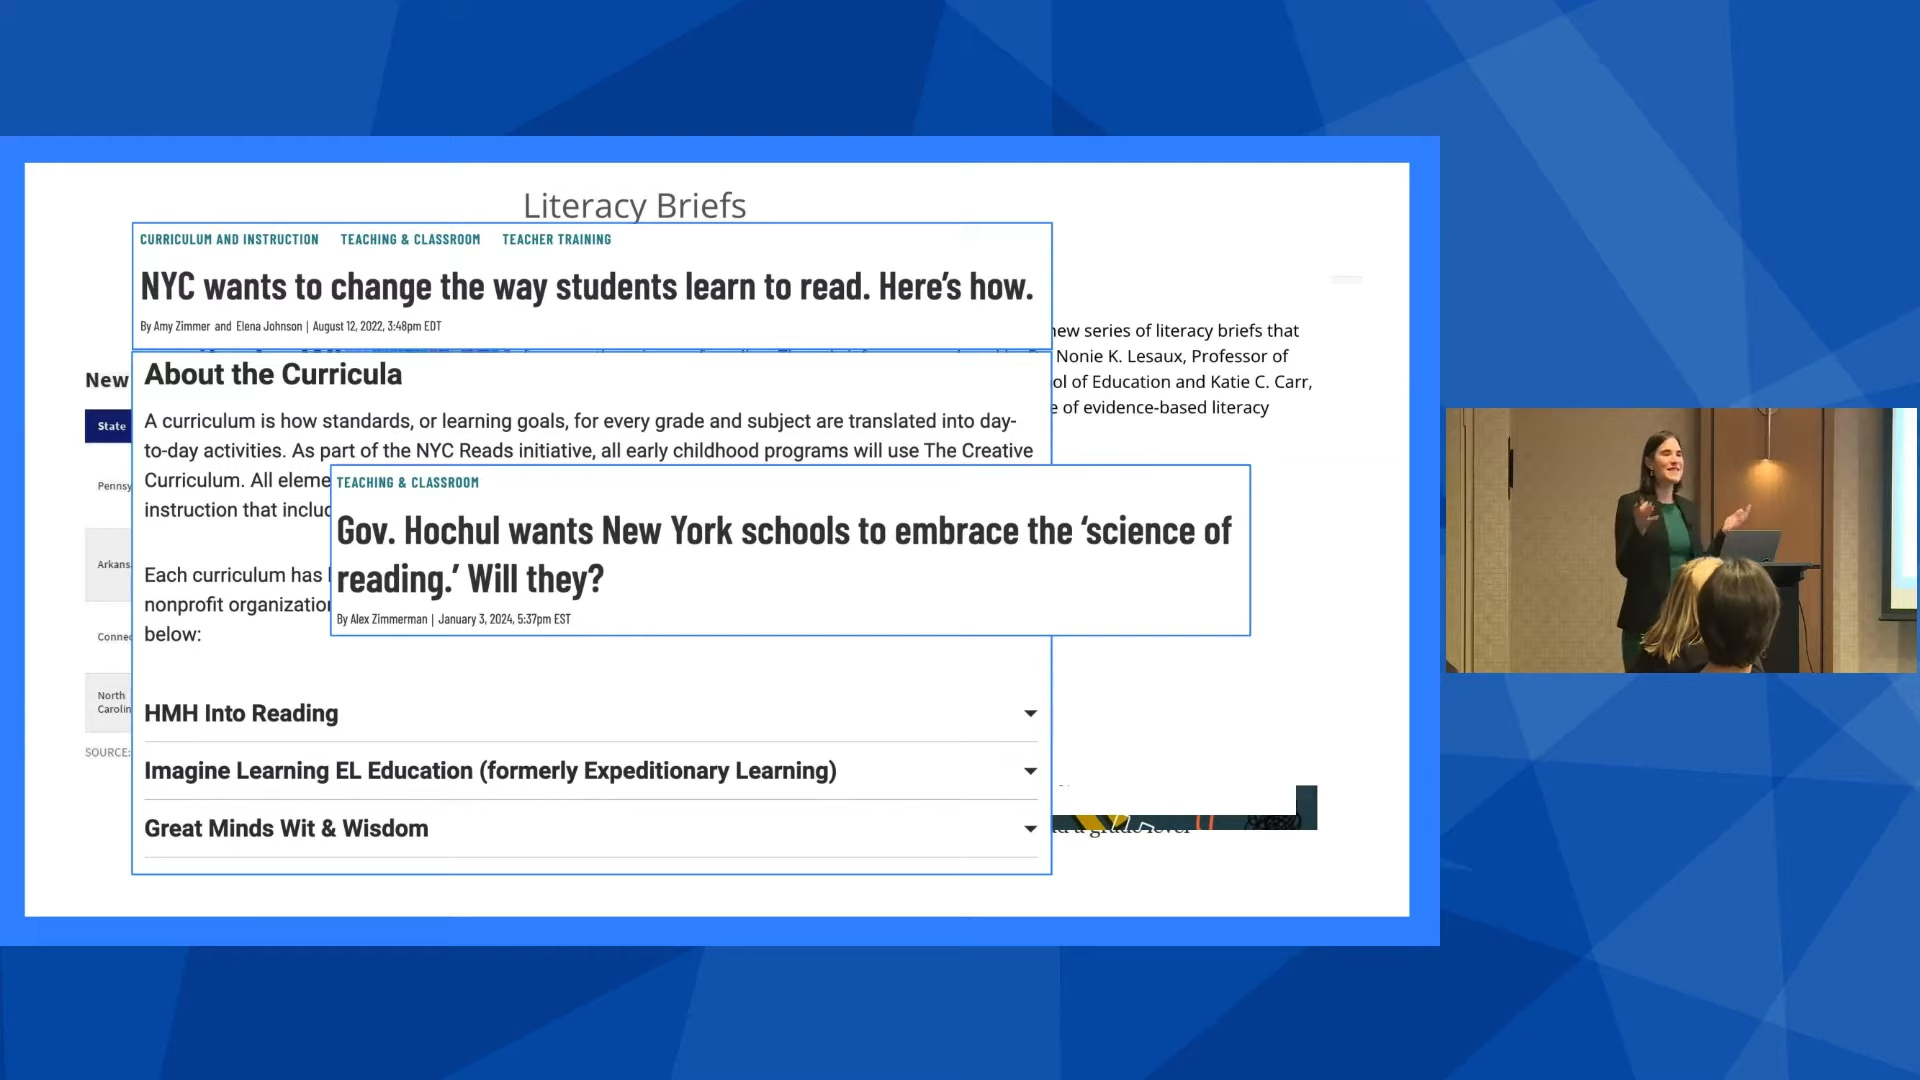 Literacy Briefs
CURRICULUM AND INSTRUCTION TEACHING & CLASSROOM TEACHER TRAINING
NYC wants to change the way students learn to read. Here’s how.
By Amy Zimmer and Elena Johnson | August 12, 2022, 3:48pm EDT
new series of literacy briefs that
Nonie K. Lesaux, Professor of
ol of Education and Katie C. Carr,
e of evidence-based literacy
New
State
Pennsy
Arkans
Connec
North
Carolin
SOURCE:
About the Curricula
A curriculum is how standards, or learning goals, for every grade and subject are translated into day-
to-day activities. As part of the NYC Reads initiative, all early childhood programs will use The Creative
Curriculum. All eleme
instruction that includ
Each curriculum has
nonprofit organization
below:
TEACHING & CLASSROOM
Gov. Hochul wants New York schools to embrace the ‘science of
reading.’ Will they?
By Alex Zimmerman | January 3, 2024, 5:37pm EST
HMH Into Reading
Imagine Learning EL Education (formerly Expeditionary Learning)
Great Minds Wit & Wisdom